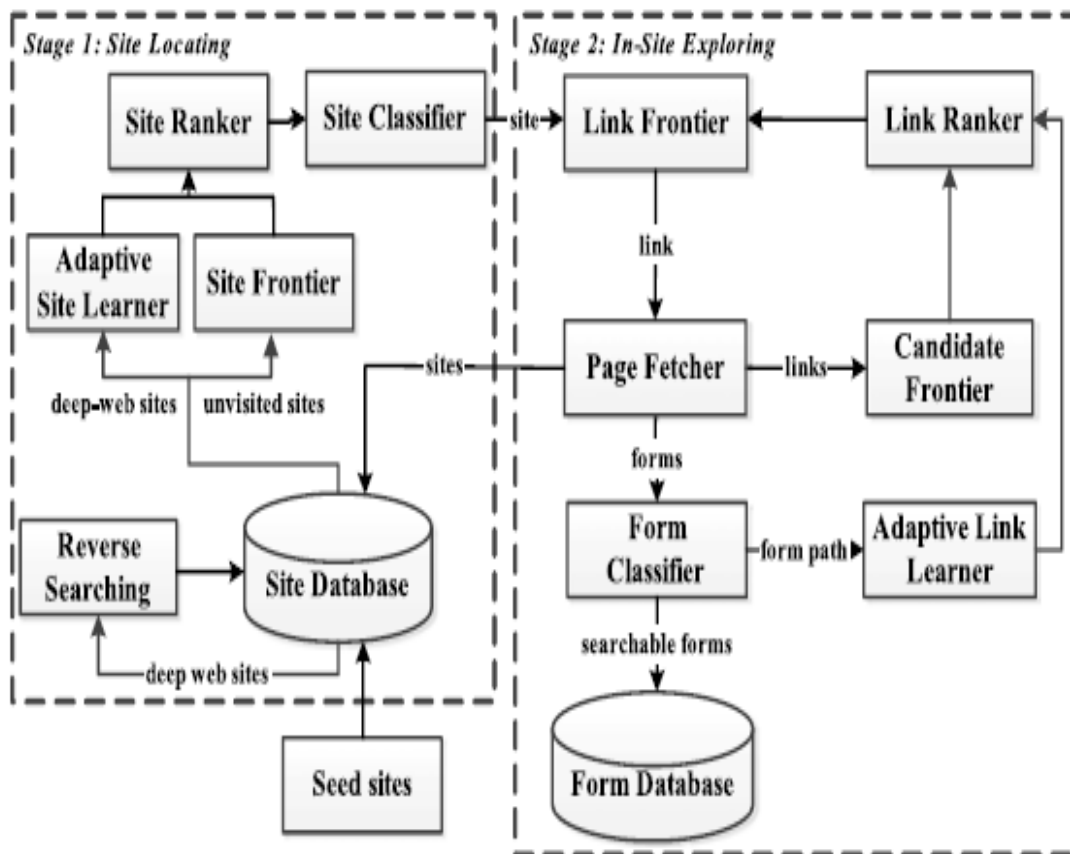 Stage 1: Site Locating
Site Ranker
Site Classifier
site
Adaptive
Site Learner
Site Frontier
deep-web sites
unvisited sites
Reverse
Searching
Site Database
deep web sites
Seed sites
Stage 2: In-Site Exploring
Link Frontier
Link Ranker
link
sites
Page Fetcher
links
Candidate
Frontier
forms
Form
Classifier
form path
Adaptive Link
Learner
searchable forms
Form Database